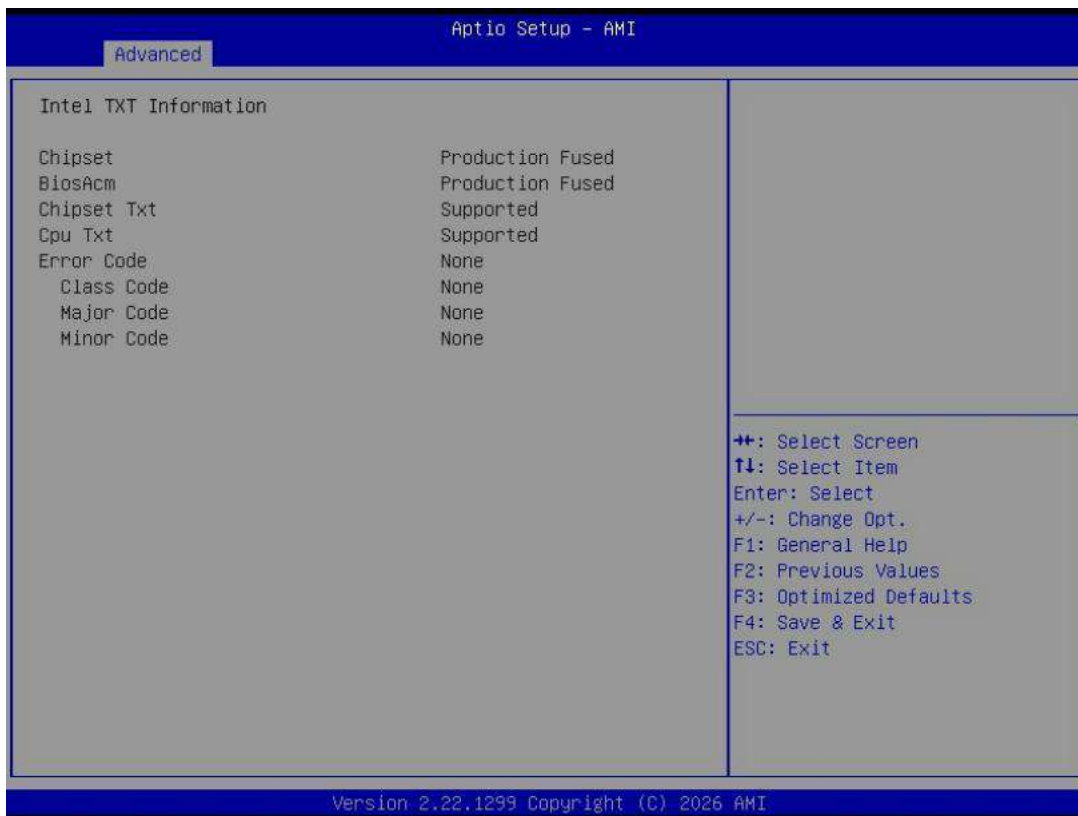 Aptio Setup - AMI
Advanced
Intel TXT Information
Chipset Production Fused
BiosAcm Production Fused
Chipset Txt Supported
Cpu Txt Supported
Error Code None
Class Code None
Major Code None
Minor Code None
→←: Select Screen
↑↓: Select Item
Enter: Select
+/-: Change Opt.
F1: General Help
F2: Previous Values
F3: Optimized Defaults
F4: Save & Exit
ESC: Exit
Version 2.22.1299 Copyright (C) 2026 AMI